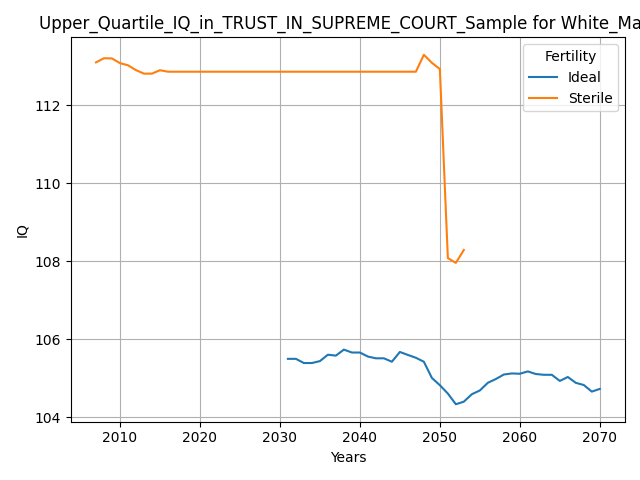 Upper_Quartile_IQ_in_TRUST_IN_SUPREME_COURT_Sample for White_Ma
Fertility
Ideal
Sterile
IQ
112
110
108
106
104
2010 2020 2030 2040 2050 2060 2070
Years